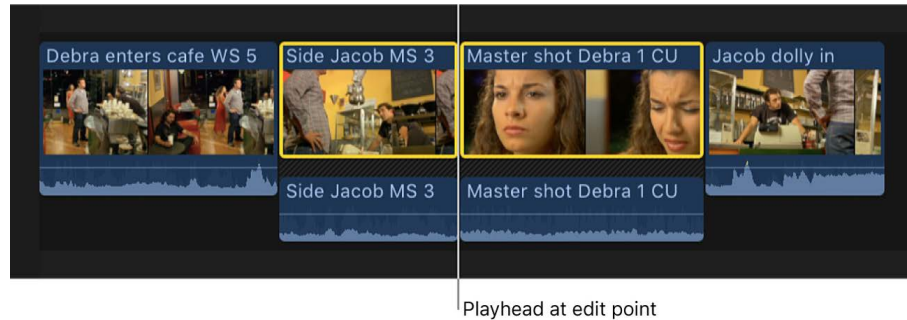 Debra enters cafe WS 5
Side Jacob MS 3
Master shot Debra 1 CU
Jacob dolly in
Side Jacob MS 3
Master shot Debra 1 CU
Playhead at edit point